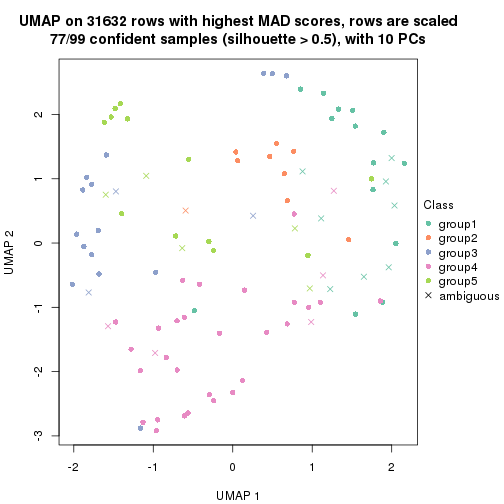 UMAP on 31632 rows with highest MAD scores, rows are scaled
77/99 confident samples (silhouette > 0.5), with 10 PCs
2
1
0
-1
-2
-3
UMAP 2
-2
-1
0
1
2
UMAP 1
Class
group1
group2
group3
group4
group5
ambiguous